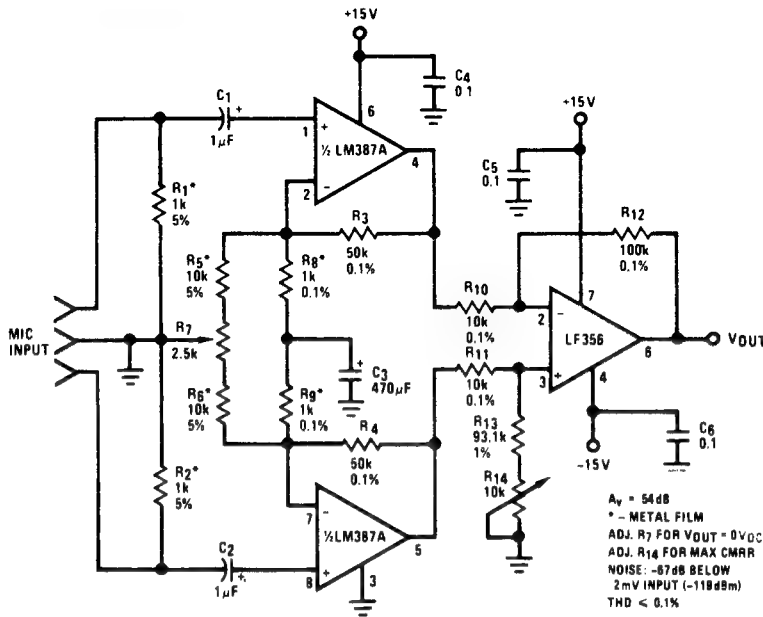 +15V
C4
0.1
C1
+
1µF
6
1
+
½ LM387A
4
2
−
+15V
C5
0.1
R1*
1k
5%
R3
50k
0.1%
R12
100k
0.1%
R5*
10k
5%
R8*
1k
0.1%
7
R10
10k
0.1%
2
−
LF356
6
VOUT
MIC
INPUT
R7
2.5k
+
C3
470µF
R11
10k
0.1%
3
+
4
R6*
10k
5%
R9*
1k
0.1%
R4
50k
0.1%
R13
93.1k
1%
C6
0.1
-15V
R2*
1k
5%
R14
10k
7
−
½LM387A
5
C2
+
1µF
8
+
3
AV = 54dB
* – METAL FILM
ADJ. R7 FOR VOUT = 0VDC
ADJ. R14 FOR MAX CMRR
NOISE: –67dB BELOW
2mV INPUT (–119dBm)
THD ≤ 0.1%